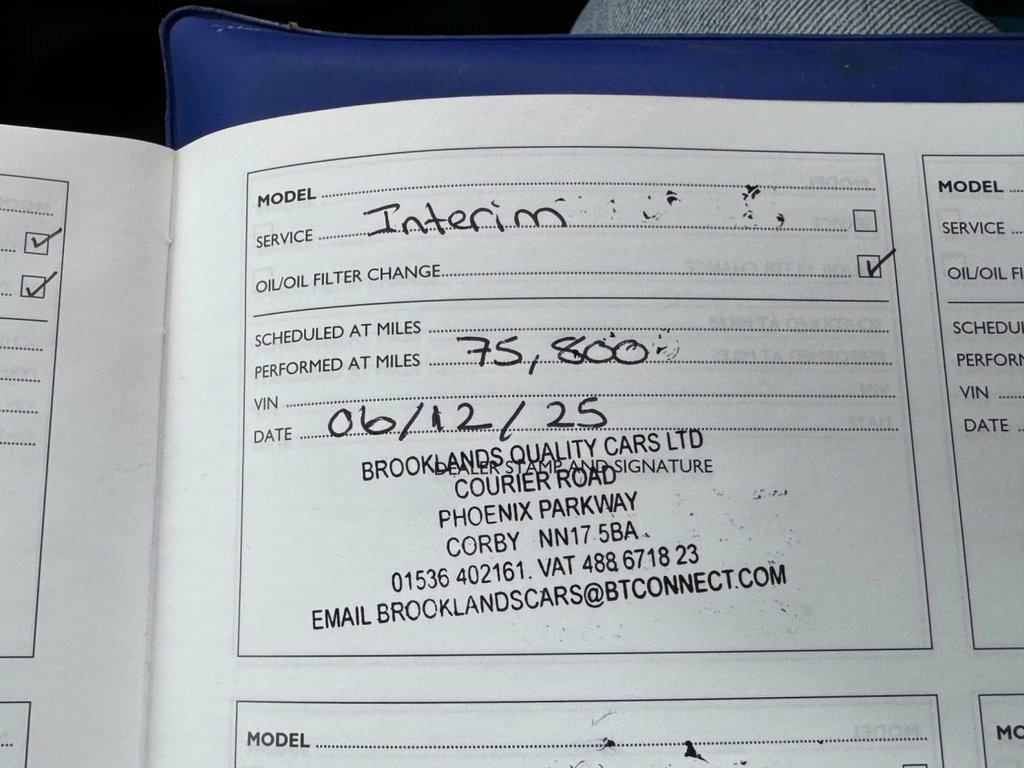 MODEL
SERVICE Interim
OIL/OIL FILTER CHANGE
SCHEDULED AT MILES
PERFORMED AT MILES 75,800
VIN
DATE 06/12/25
DEALER STAMP AND SIGNATURE
BROOKLANDS QUALITY CARS LTD
COURIER ROAD
PHOENIX PARKWAY
CORBY NN17 5BA.
01536 402161. VAT 488 6718 23
EMAIL BROOKLANDSCARS@BTCONNECT.COM
MODEL
MODEL
SERVICE
OIL/OIL FI
SCHEDUL
PERFORM
VIN
DATE